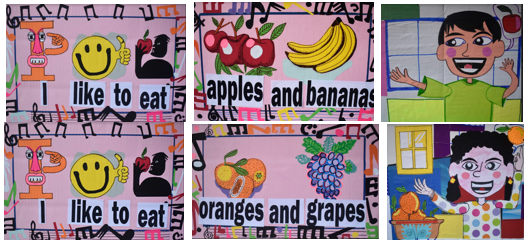 I like to eat
apples and bananas
I like to eat
oranges and grapes